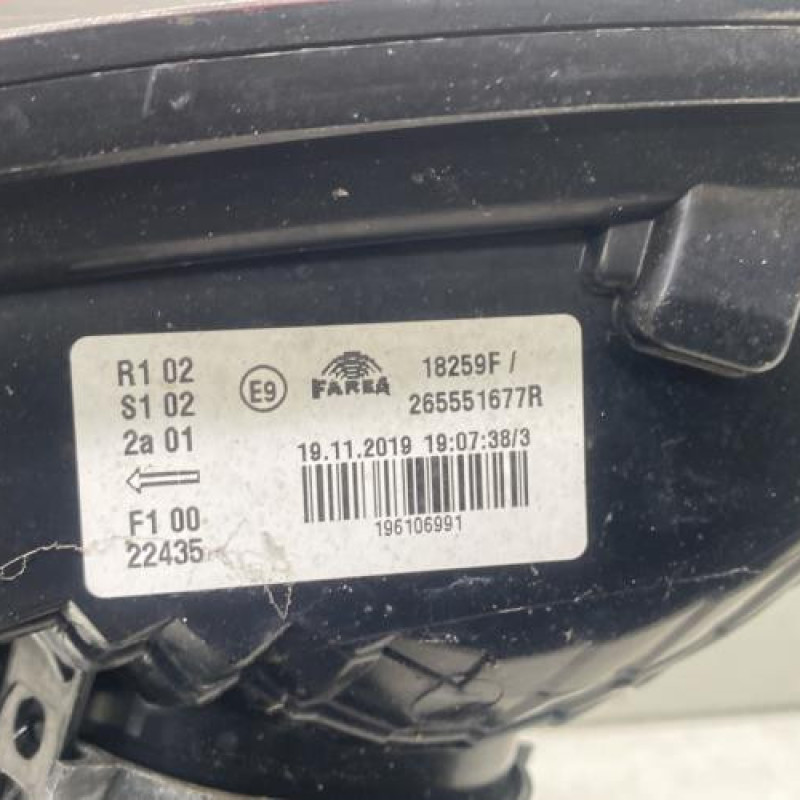 R1 02
S1 02
2a 01
F1 00
22435
E9
FAREA
18259F /
265551677R
19.11.2019 19:07:38/3
196106991